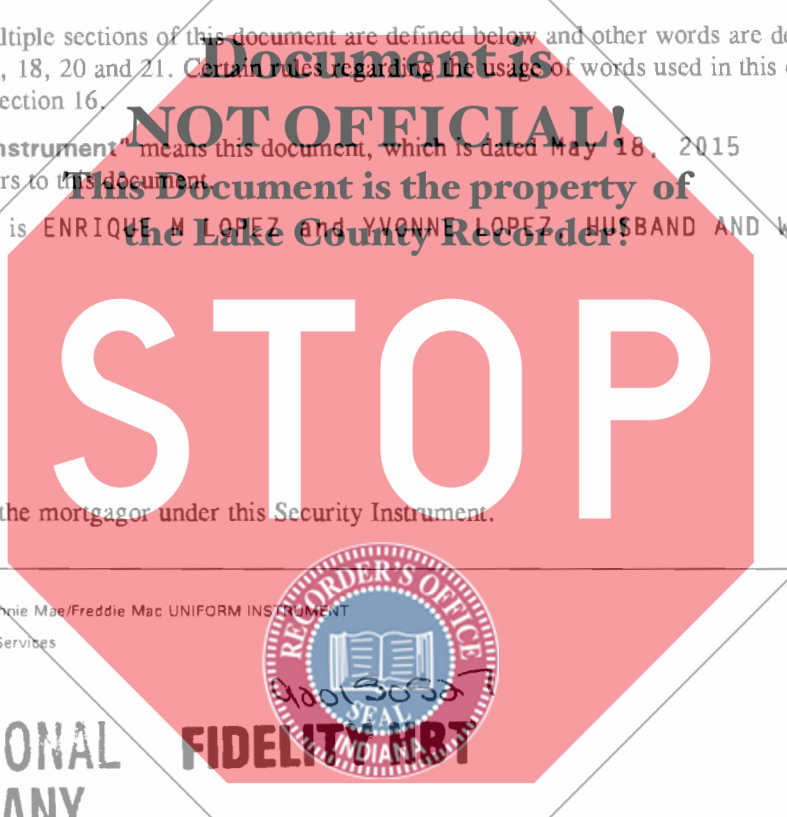 ltiple sections of this document are defined below and other words are de
Document is
, 18, 20 and 21. Certain rules regarding the usage of words used in this
ection 16.
NOT OFFICIAL!
nstrument" means this document, which is dated May 18, 2015
rs to this document.
This Document is the property of
is ENRIQUE M LOPEZ and YVONNE LOPEZ, HUSBAND AND W
the Lake County Recorder!
STOP
the mortgagor under this Security Instrument.
RECORDER'S OFFICE
nnie Mae/Freddie Mac UNIFORM INSTRUMENT
Services
SEAL
INDIANA
ONAL FIDELITY
ANY